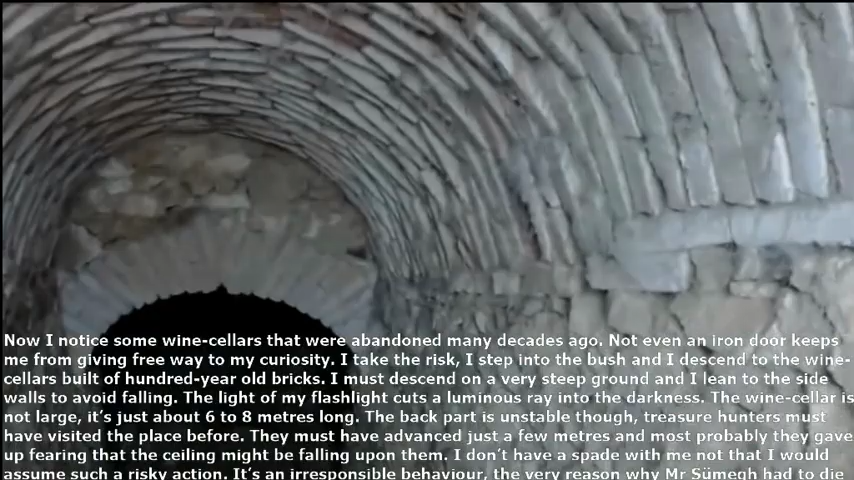 Now I notice some wine-cellars that were abandoned many decades ago. Not even an iron door keeps
me from giving free way to my curiosity. I take the risk, I step into the bush and I descend to the wine-
cellars built of hundred-year old bricks. I must descend on a very steep ground and I lean to the side
walls to avoid falling. The light of my flashlight cuts a luminous ray into the darkness. The wine-cellar is
not large, it’s just about 6 to 8 metres long. The back part is unstable though, treasure hunters must
have visited the place before. They must have advanced just a few metres and most probably they gave
up fearing that the ceiling might be falling upon them. I don’t have a spade with me not that I would
assume such a risky action. It’s an irresponsible behaviour, the very reason why Mr Sümegh had to die